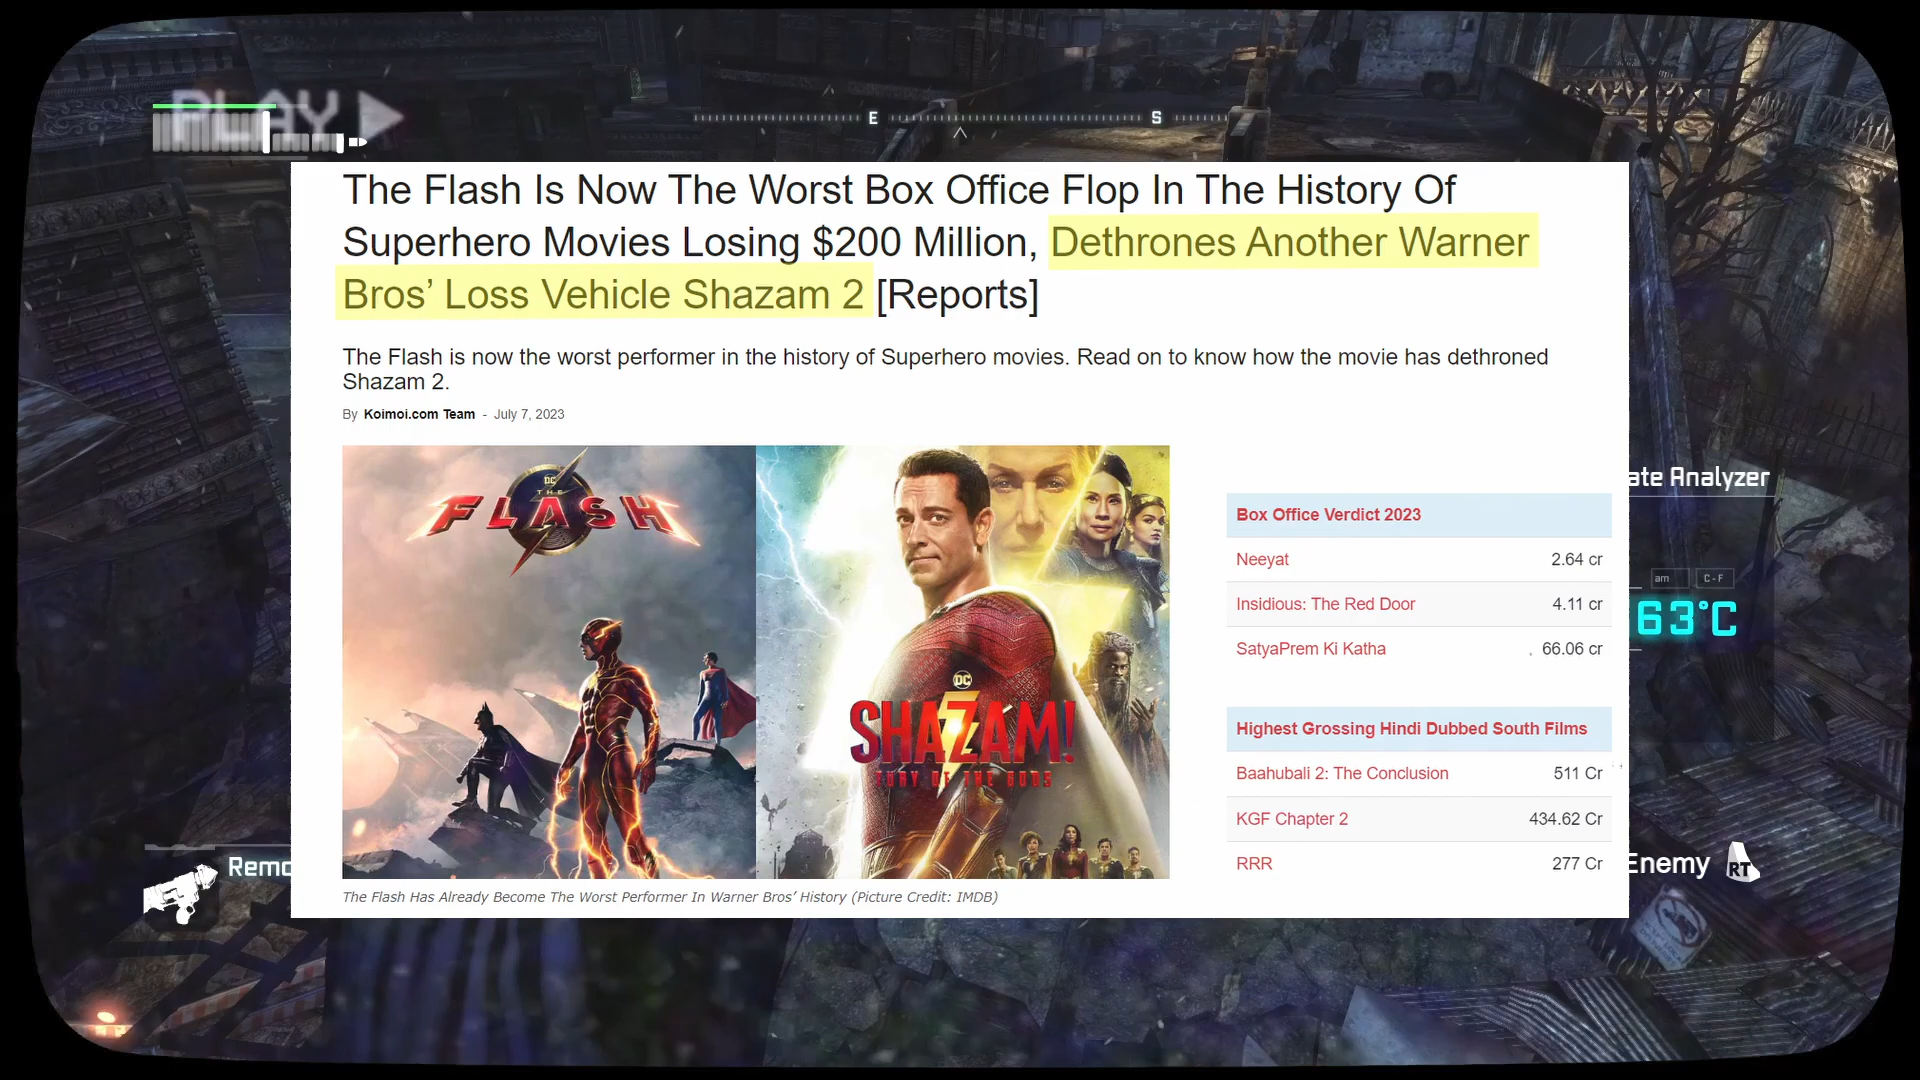 PLAY
E
S
The Flash Is Now The Worst Box Office Flop In The History Of
Superhero Movies Losing $200 Million, Dethrones Another Warner
Bros’ Loss Vehicle Shazam 2 [Reports]
The Flash is now the worst performer in the history of Superhero movies. Read on to know how the movie has dethroned
Shazam 2.
By Koimoi.com Team - July 7, 2023
DC
THE
FLASH
DC
SHAZAM!
FURY OF THE GODS
Box Office Verdict 2023
Neeyat 2.64 cr
Insidious: The Red Door 4.11 cr
SatyaPrem Ki Katha 66.06 cr
Highest Grossing Hindi Dubbed South Films
Baahubali 2: The Conclusion 511 Cr
KGF Chapter 2 434.62 Cr
RRR 277 Cr
The Flash Has Already Become The Worst Performer In Warner Bros’ History (Picture Credit: IMDB)
ate Analyzer
am C-F
63°C
Remo
Enemy RT